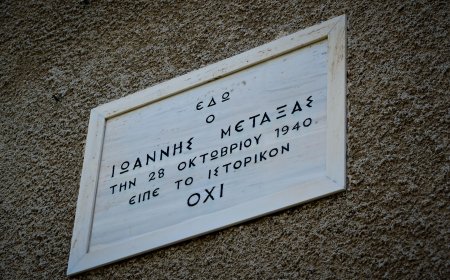 ΕΔΩ
Ο
ΙΩΑΝΝΗΣ ΜΕΤΑΞΑΣ
ΤΗΝ 28 ΟΚΤΩΒΡΙΟΥ 1940
ΕΙΠΕ ΤΟ ΙΣΤΟΡΙΚΟΝ
ΟΧΙ